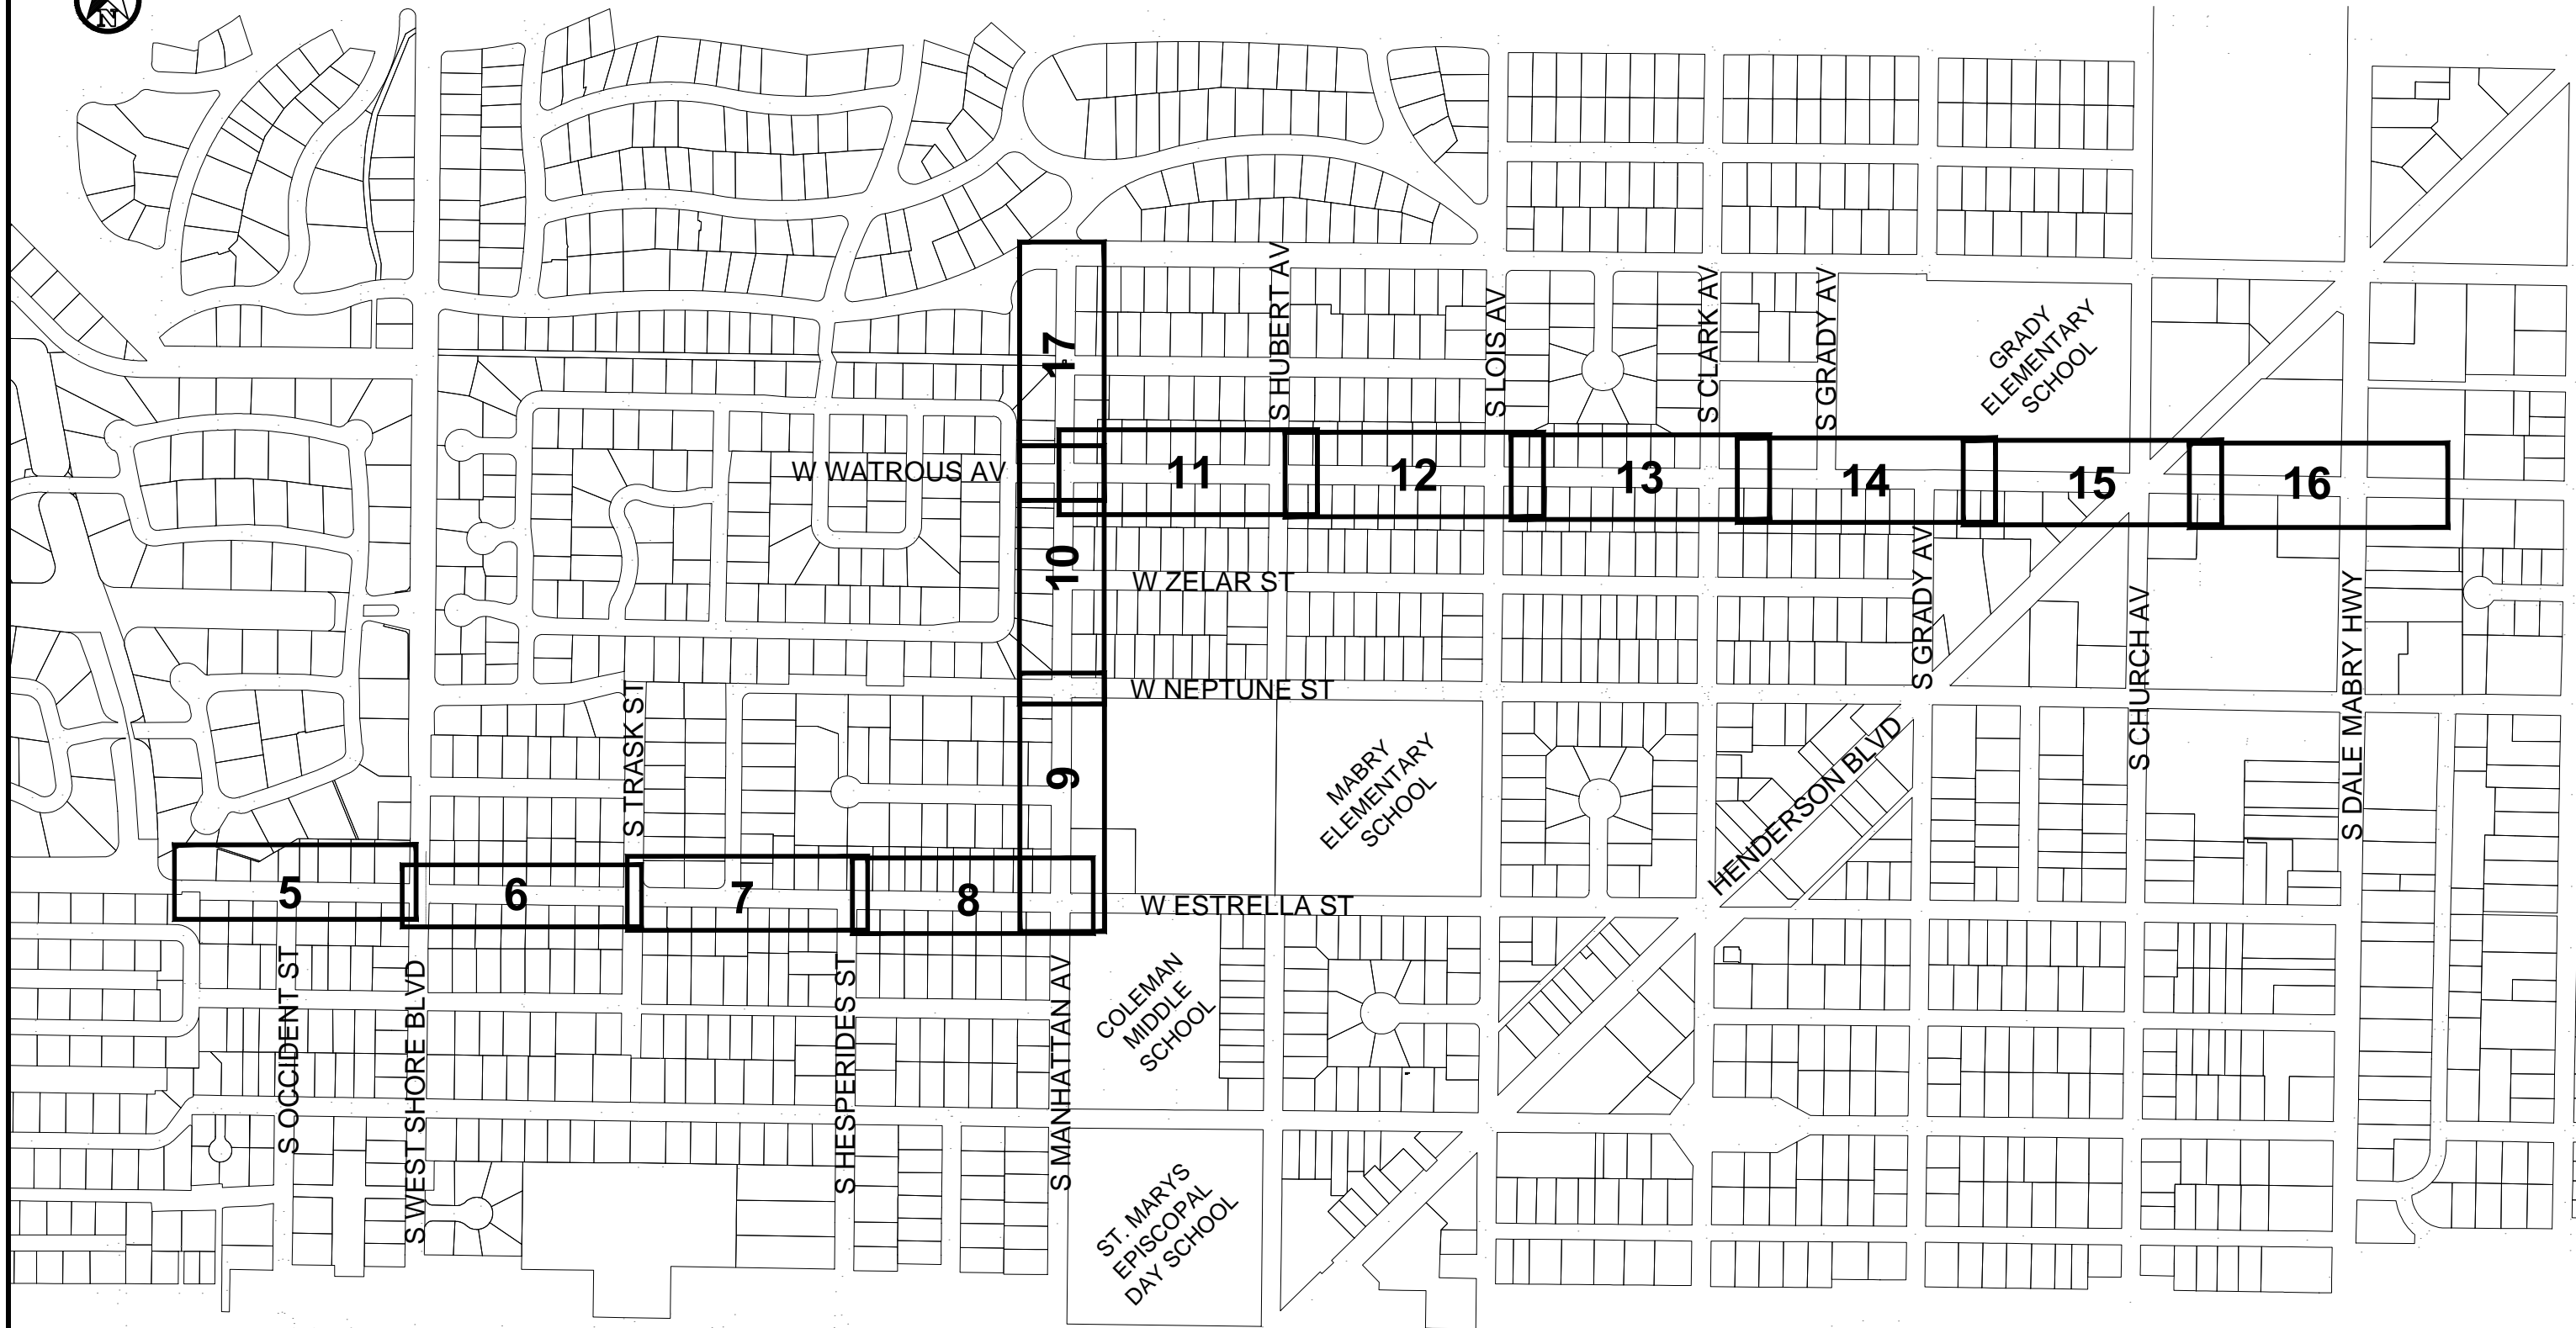 N
S HUBERT AV
S LOIS AV
S CLARK AV
S GRADY AV
GRADY
ELEMENTARY
SCHOOL
17
W WATROUS AV
11
12
13
14
15
16
10
W ZELAR ST
S GRADY AV
S CHURCH AV
S DALE MABRY HWY
W NEPTUNE ST
S TRASK ST
9
MABRY
ELEMENTARY
SCHOOL
HENDERSON BLVD
5
6
7
8
W ESTRELLA ST
S OCCIDENT ST
S WEST SHORE BLVD
S HESPERIDES ST
S MANHATTAN AV
COLEMAN
MIDDLE
SCHOOL
ST. MARYS
EPISCOPAL
DAY SCHOOL